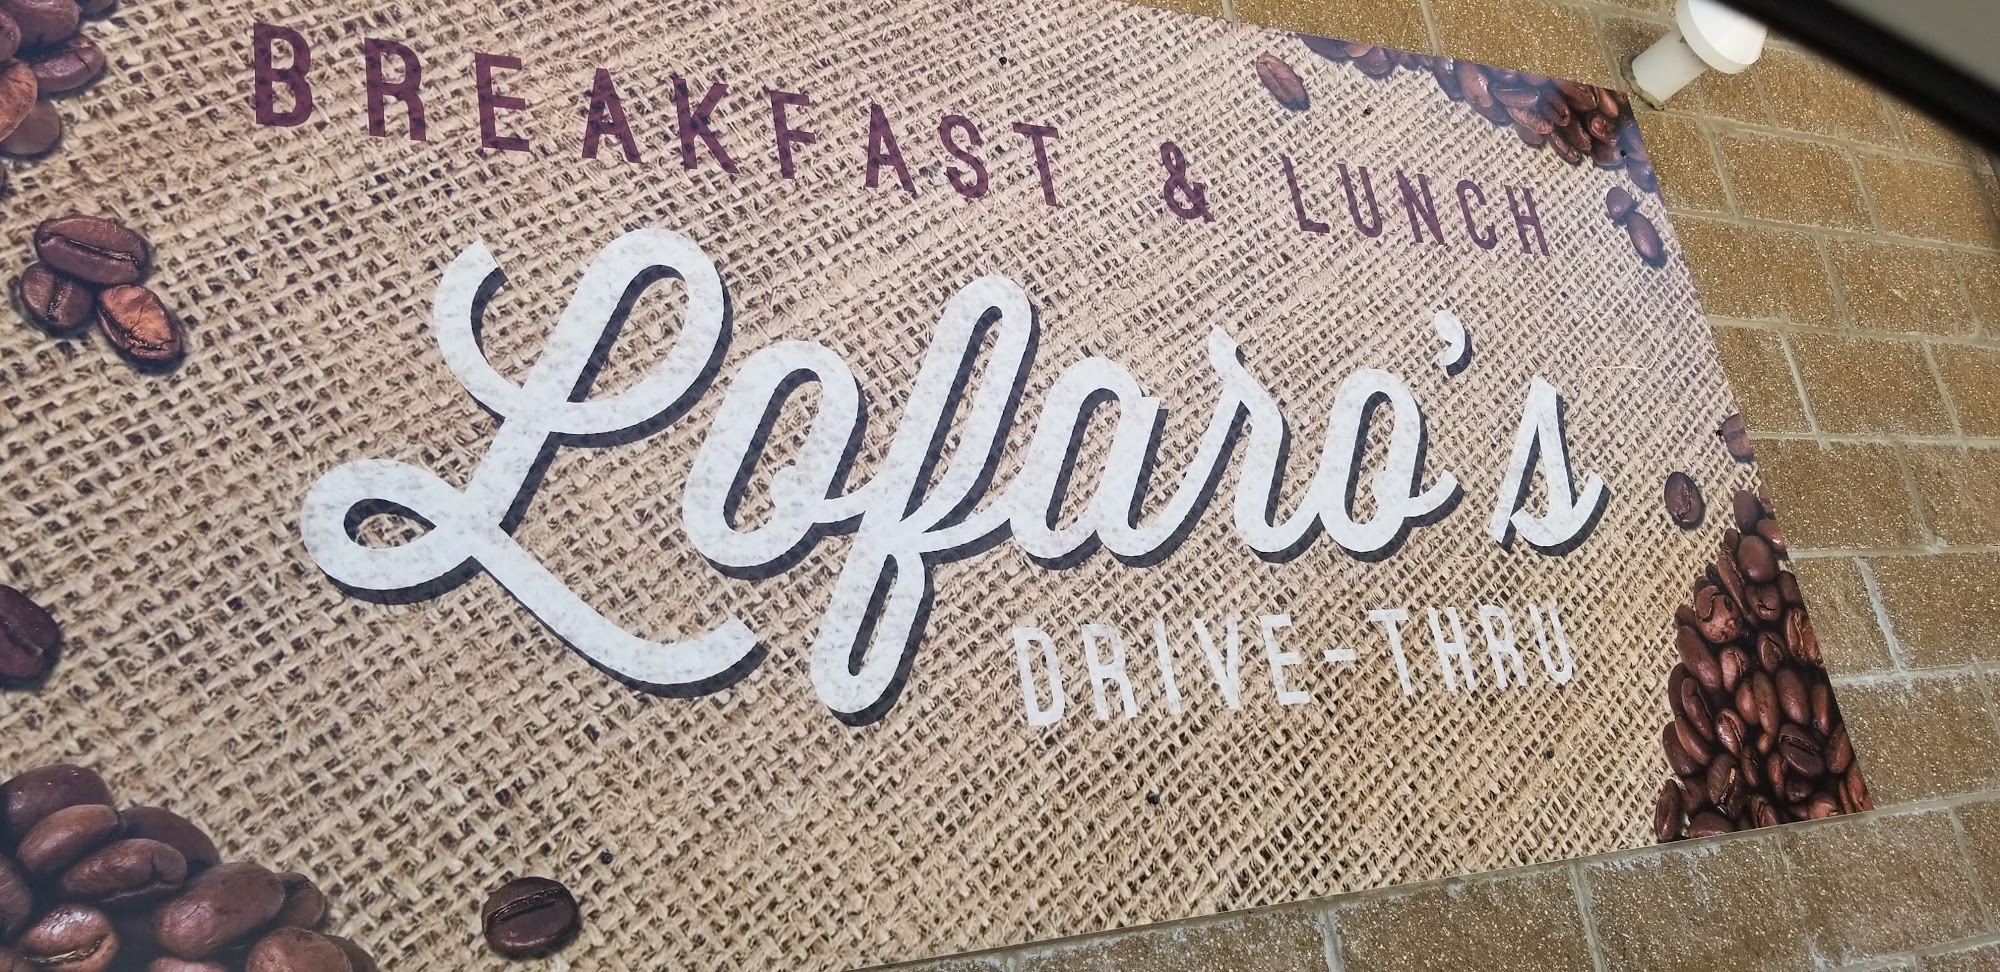 BREAKFAST & LUNCH
Lofaro's
DRIVE-THRU